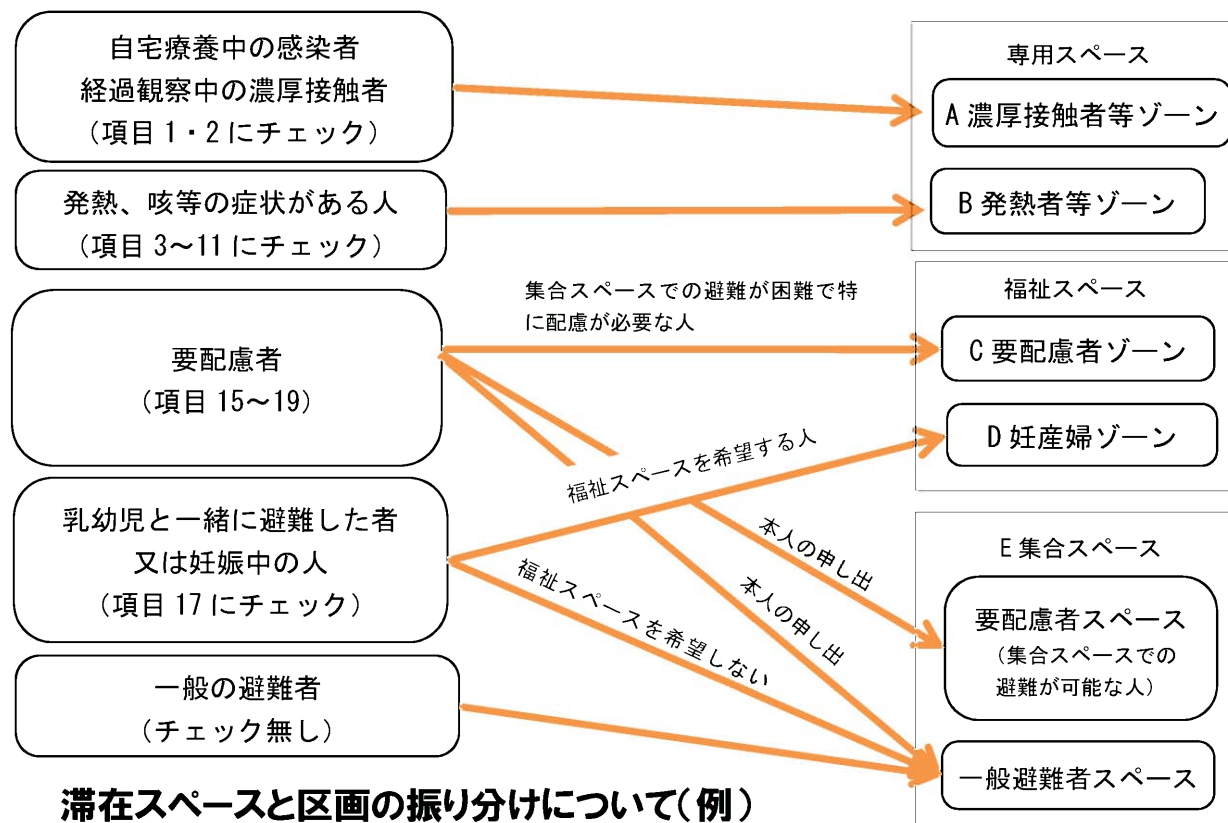 自宅療養中の感染者
経過観察中の濃厚接触者
（項目 1・2 にチェック）
発熱、咳等の症状がある人
（項目 3～11 にチェック）
要配慮者
（項目 15～19）
乳幼児と一緒に避難した者
又は妊娠中の人
（項目 17 にチェック）
一般の避難者
（チェック無し）
集合スペースでの避難が困難で特
に配慮が必要な人
福祉スペースを希望する人
福祉スペースを希望しない
本人の申し出
本人の申し出
専用スペース
A 濃厚接触者等ゾーン
B 発熱者等ゾーン
福祉スペース
C 要配慮者ゾーン
D 妊産婦ゾーン
E 集合スペース
要配慮者スペース
（集合スペースでの
避難が可能な人）
一般避難者スペース
滞在スペースと区画の振り分けについて（例）